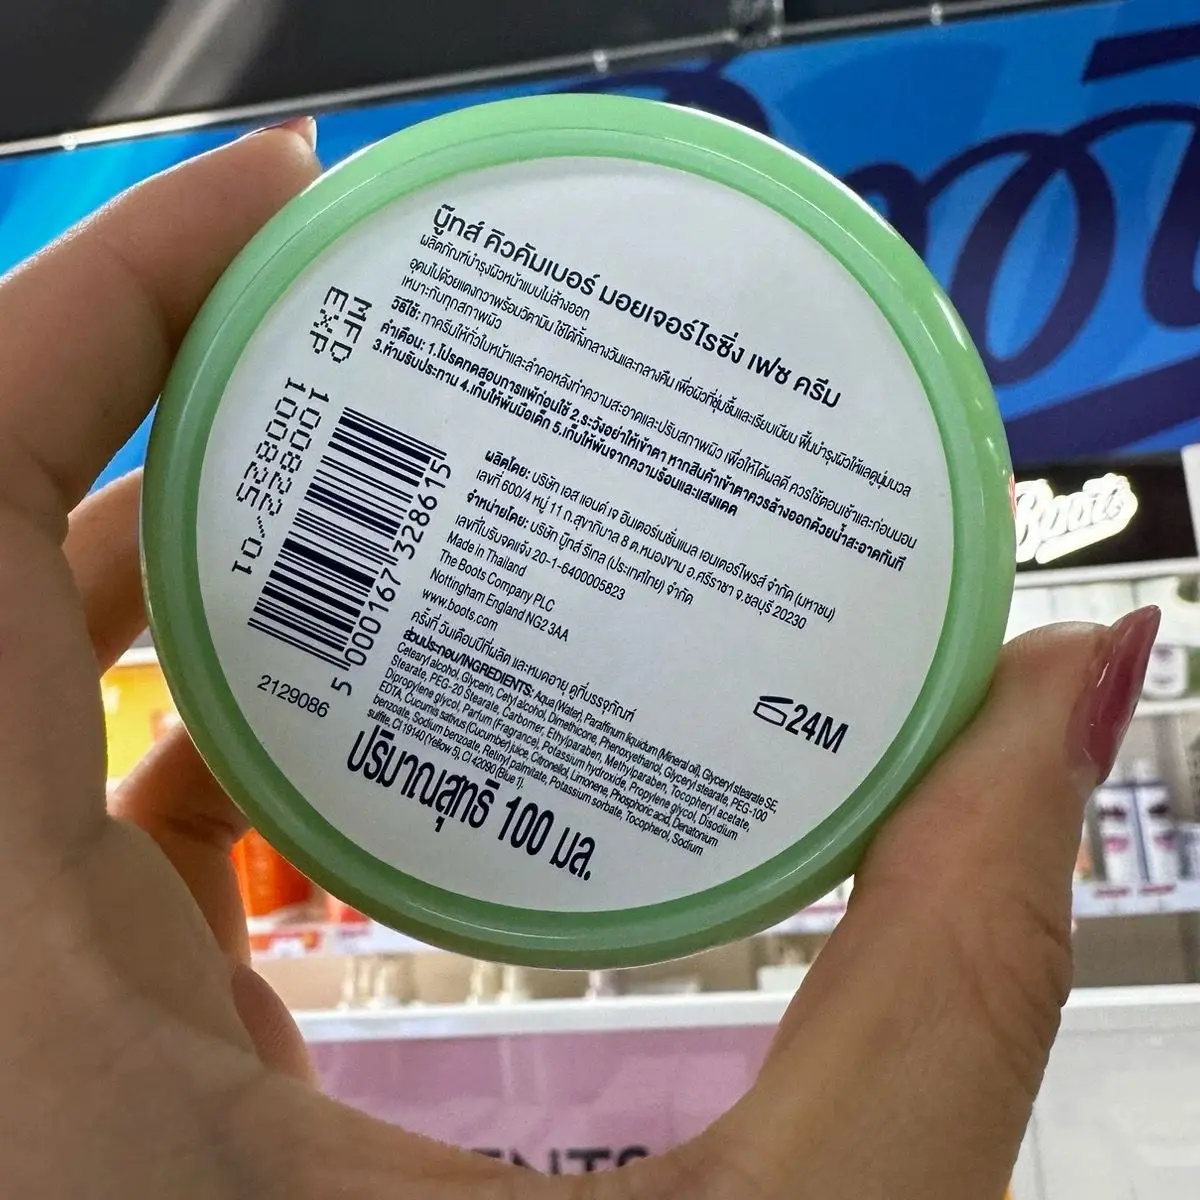 บู๊ทส์ คิวคัมเบอร์ มอยเจอร์ไรซิ่ง เฟซ ครีม
ผลิตภัณฑ์บำรุงผิวหน้าแบบไม่ล้างออก
อุดมไปด้วยแตงกวาพร้อมวิตามิน ใช้ได้ทั้งกลางวันและกลางคืน เพื่อผิวที่ชุ่มชื้นและเรียบเนียน ฟื้นบำรุงผิวให้แลดูนุ่มนวล
เหมาะกับทุกสภาพผิว
วิธีใช้: ทาครีมให้ทั่วใบหน้าและลำคอหลังทำความสะอาดและปรับสภาพผิว เพื่อให้ได้ผลดี ควรใช้ตอนเช้าและก่อนนอน
คำเตือน: 1.โปรดทดสอบการแพ้ก่อนใช้ 2.ระวังอย่าให้เข้าตา หากสินค้าเข้าตาควรล้างออกด้วยน้ำสะอาดทันที
3.ห้ามรับประทาน 4.เก็บให้พ้นมือเด็ก 5.เก็บให้พ้นจากความร้อนและแสงแดด
MFD 100822/01
EXP 100825
5 000167 328615
2129086
ผลิตโดย: บริษัท เอส แอนด์ เจ อินเตอร์เนชั่นแนล เอนเตอร์ไพรส์ จำกัด (มหาชน)
เลขที่ 600/4 หมู่ 11 ถ.สุขาภิบาล 8 ต.หนองขาม อ.ศรีราชา จ.ชลบุรี 20230
จำหน่ายโดย: บริษัท บู๊ทส์ รีเทล (ประเทศไทย) จำกัด
เลขที่ใบรับจดแจ้ง 20-1-6400005823
Made in Thailand
The Boots Company PLC
Nottingham England NG2 3AA
www.boots.com
ครั้งที่ วันเดือนปีที่ผลิต และหมดอายุ ดูที่บรรจุภัณฑ์
ส่วนประกอบ/INGREDIENTS: Aqua (Water), Paraffinum liquidum (Mineral oil), Glyceryl stearate SE,
Cetearyl alcohol, Glycerin, Cetyl alcohol, Dimethicone, Phenoxyethanol, Glyceryl stearate, PEG-100
Stearate, PEG-20 Stearate, Carbomer, Ethylparaben, Methylparaben, Tocopheryl acetate,
Dipropylene glycol, Parfum (Fragrance), Potassium hydroxide, Propylene glycol, Disodium
EDTA, Cucumis sativus (Cucumber) juice, Citronellol, Limonene, Phosphoric acid, Denatonium
benzoate, Sodium benzoate, Retinyl palmitate, Potassium sorbate, Tocopherol, Sodium
sulfite, CI 19140 (Yellow 5), CI 42090 (Blue 1).
ปริมาณสุทธิ 100 มล.
24M
Boots